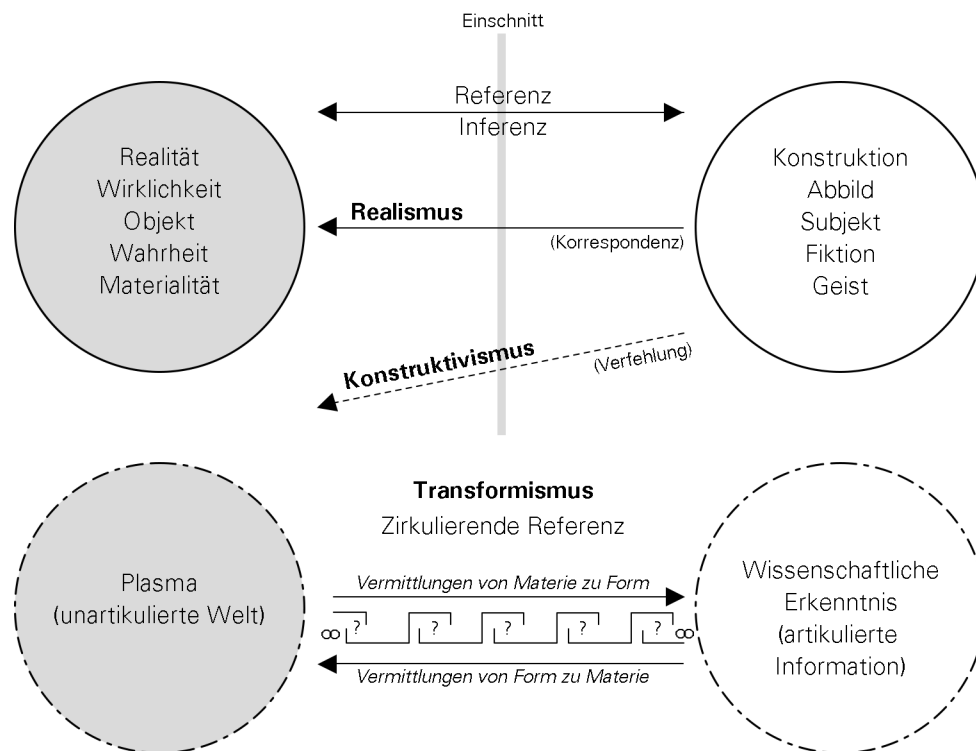 Einschnitt
Referenz
Inferenz
Realität
Wirklichkeit
Objekt
Wahrheit
Materialität
Konstruktion
Abbild
Subjekt
Fiktion
Geist
Realismus
(Korrespondenz)
Konstruktivismus
(Verfehlung)
Transformismus
Zirkulierende Referenz
Plasma
(unartikulierte Welt)
Vermittlungen von Materie zu Form
∞ ? ? ? ? ? ∞
Vermittlungen von Form zu Materie
Wissenschaftliche
Erkenntnis
(artikulierte
Information)